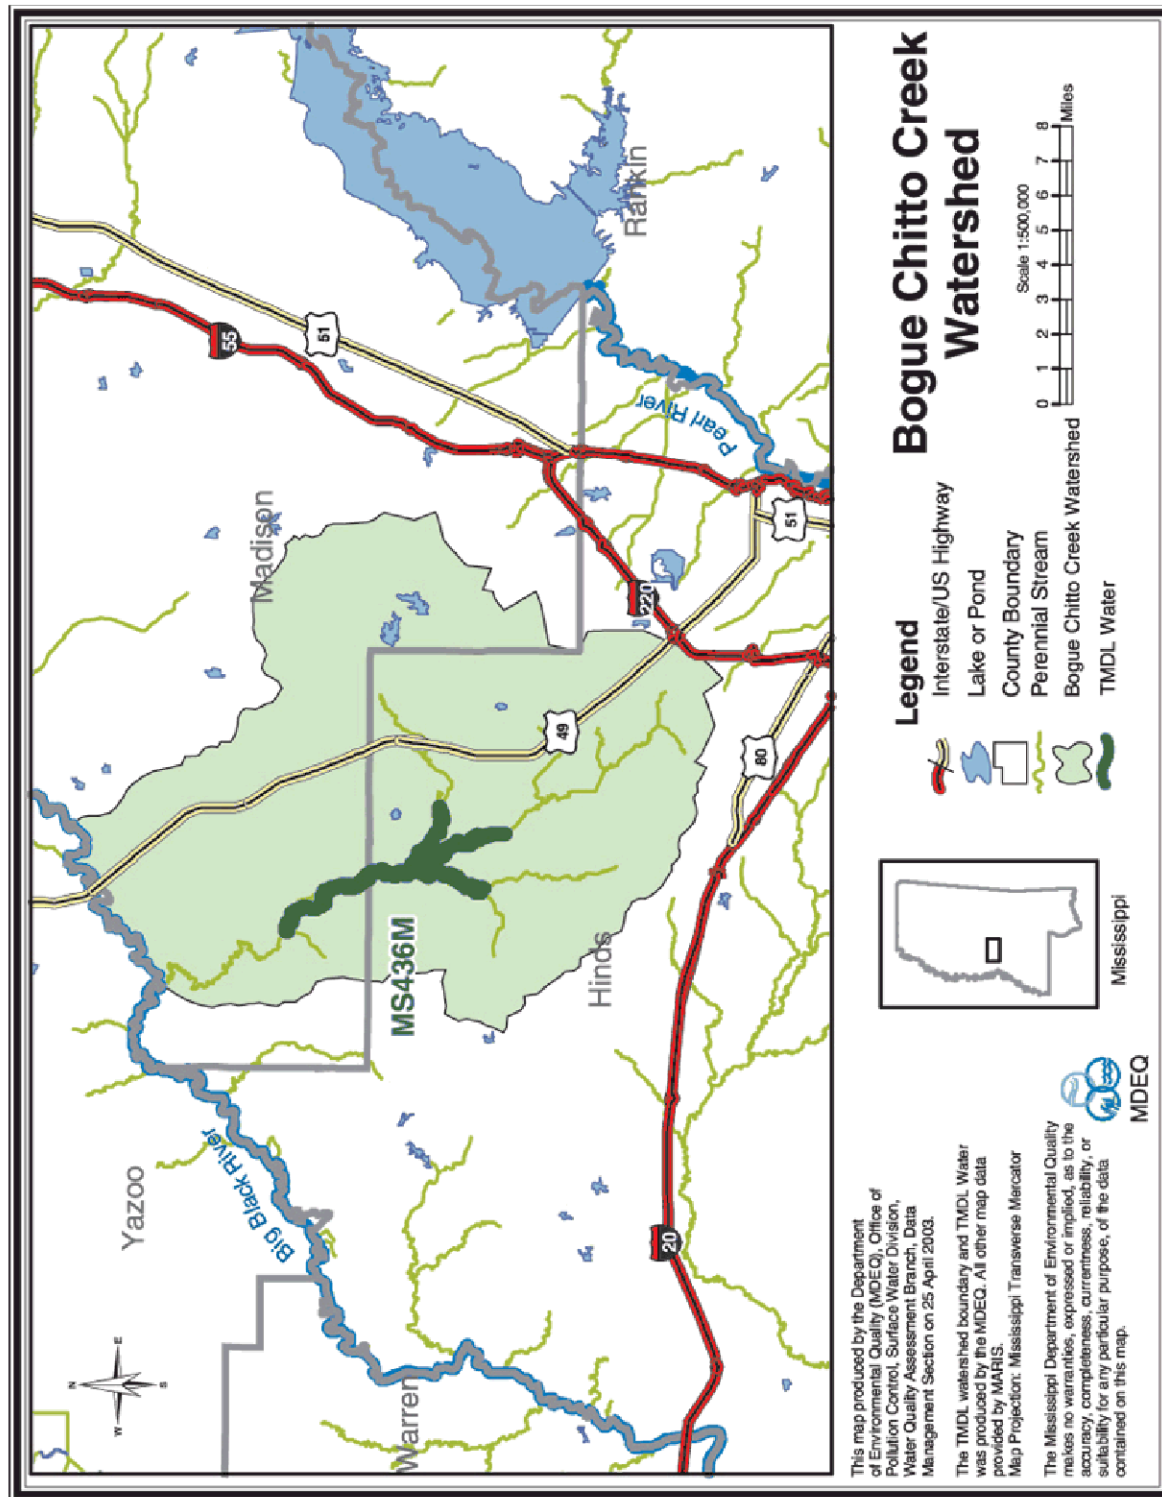 Yazoo
Big Black River
Warren
Madison
MS436M
Hinds
Rankin
Pearl River
55
51
49
220
51
80
20
N
W
E
S
This map produced by the Department
of Environmental Quality (MDEQ), Office of
Pollution Control, Surface Water Division,
Water Quality Assessment Branch, Data
Management Section on 25 April 2003.
The TMDL watershed boundary and TMDL Water
was produced by the MDEQ. All other map data
provided by MARIS.
Map Projection: Mississippi Transverse Mercator
The Mississippi Department of Environmental Quality
makes no warranties, expressed or implied, as to the
accuracy, completeness, currentness, reliability, or
suitability for any particular purpose, of the data
contained on this map.
MDEQ
Mississippi
Legend
Interstate/US Highway
Lake or Pond
County Boundary
Perennial Stream
Bogue Chitto Creek Watershed
TMDL Water
Bogue Chitto Creek
Watershed
Scale 1:500,000
0 1 2 3 4 5 6 7 8
Miles